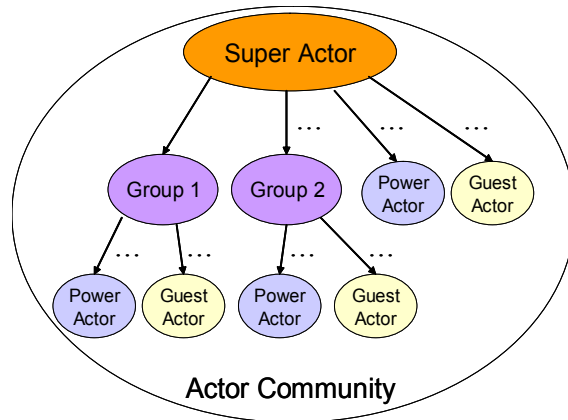 Super Actor
... ... ...
Group 1
Group 2
Power
Actor
Guest
Actor
... ... ... ...
Power
Actor
Guest
Actor
Power
Actor
Guest
Actor
Actor Community